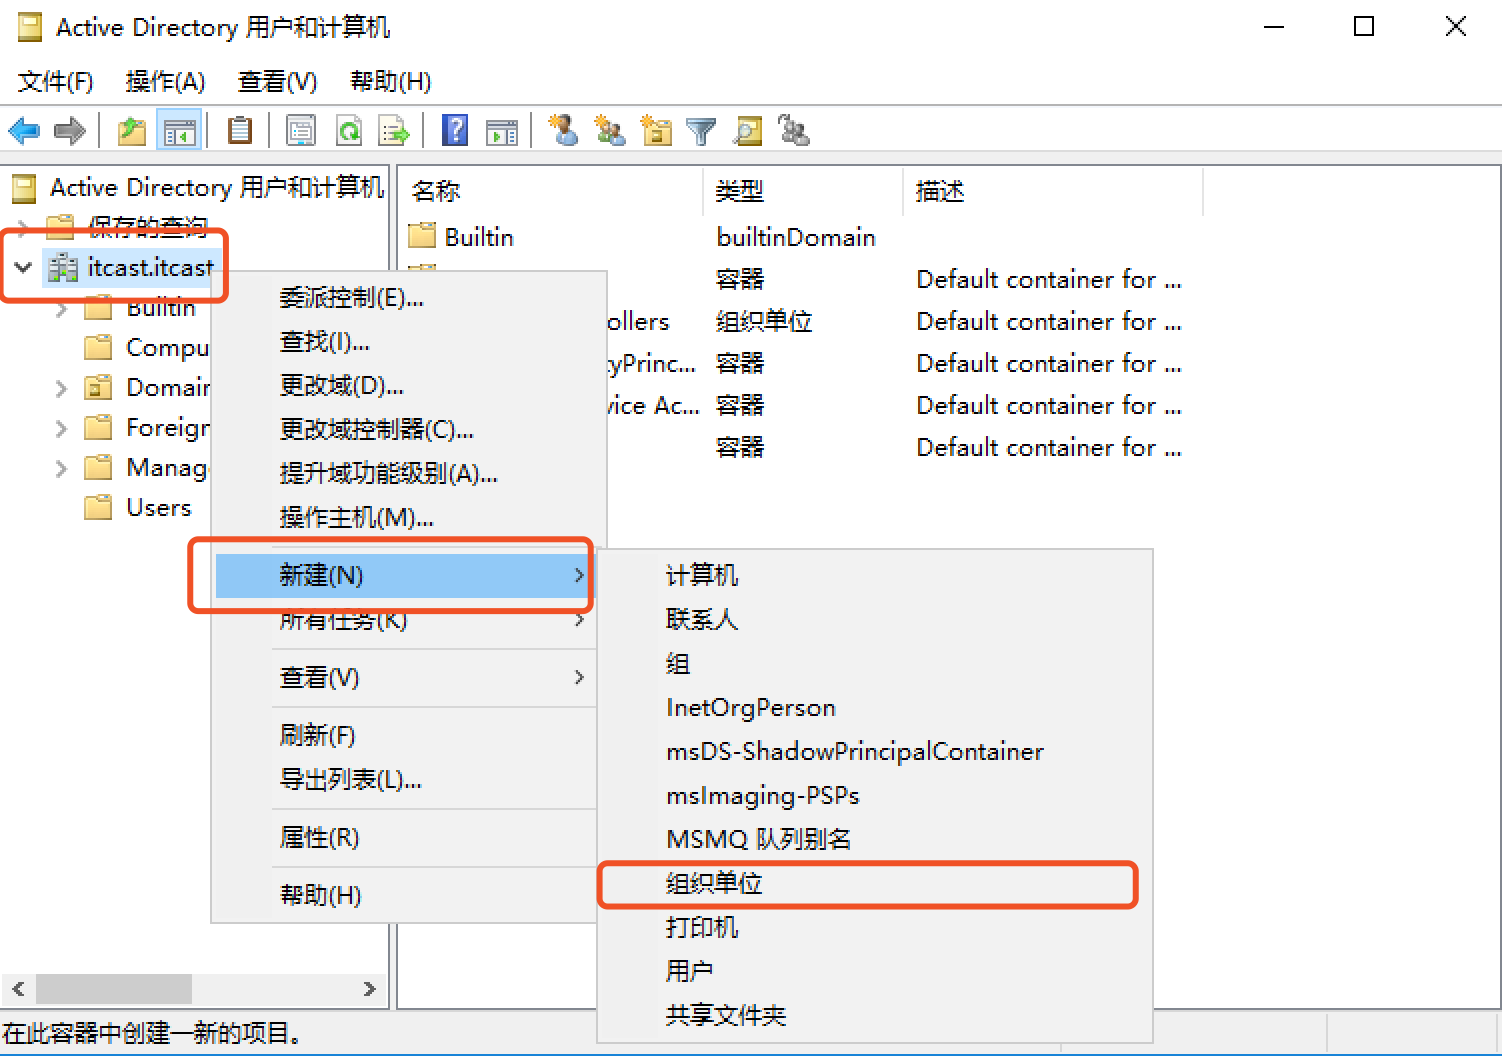 Active Directory 用户和计算机
文件(F) 操作(A) 查看(V) 帮助(H)
Active Directory 用户和计算机
保存的查询
itcast.itcast
Builtin
Compu
Domain
Foreign
Manag
Users
名称 类型 描述
Builtin builtinDomain
容器 Default container for ...
ollers 组织单位 Default container for ...
tyPrinc... 容器 Default container for ...
vice Ac... 容器 Default container for ...
容器 Default container for ...
委派控制(E)...
查找(I)...
更改域(D)...
更改域控制器(C)...
提升域功能级别(A)...
操作主机(M)...
新建(N)
所有任务(K)
查看(V)
刷新(F)
导出列表(L)...
属性(R)
帮助(H)
计算机
联系人
组
InetOrgPerson
msDS-ShadowPrincipalContainer
msImaging-PSPs
MSMQ 队列别名
组织单位
打印机
用户
共享文件夹
在此容器中创建一新的项目。